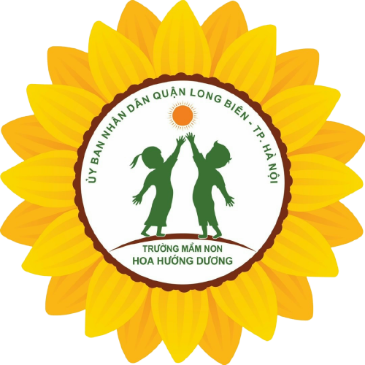 ỦY BAN NHÂN DÂN QUẬN LONG BIÊN - TP. HÀ NỘI
TRƯỜNG MẦM NON
HOA HƯỚNG DƯƠNG